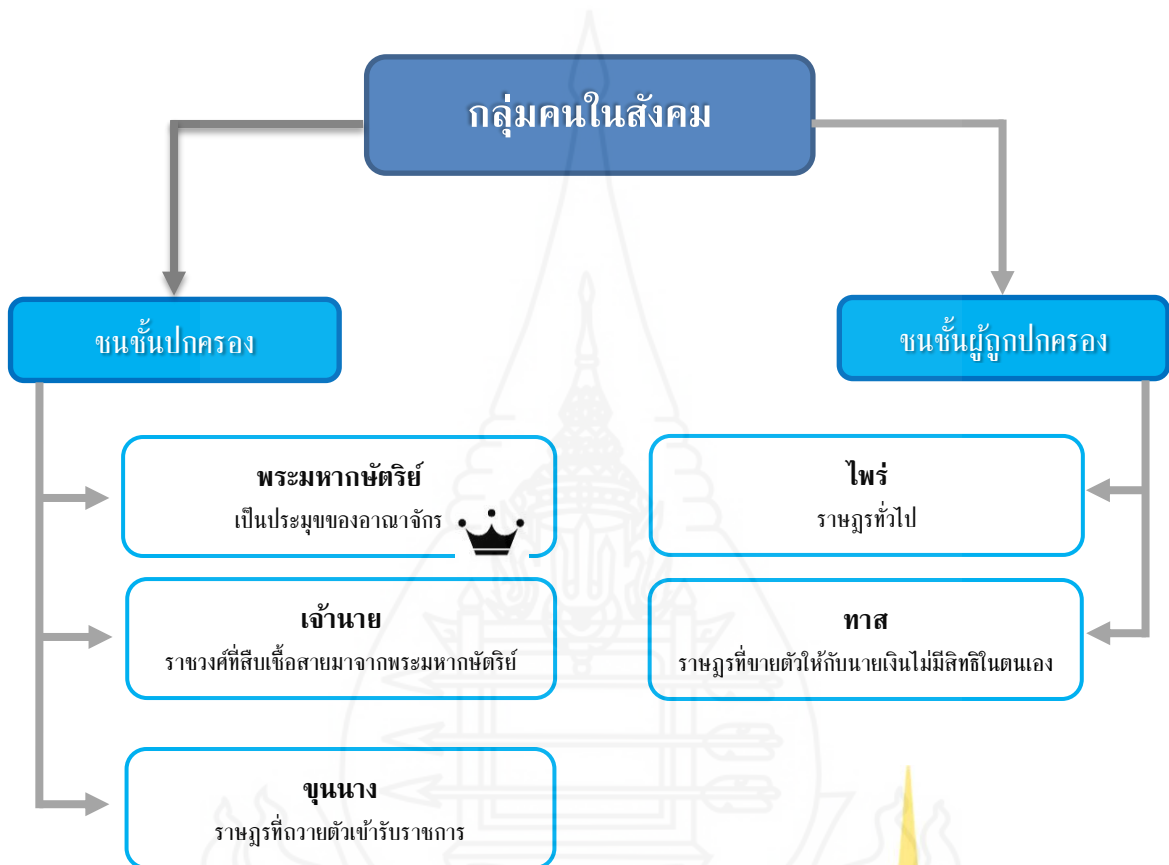 กลุ่มคนในสังคม
ชนชั้นปกครอง
พระมหากษัตริย์
เป็นประมุขของอาณาจักร
เจ้านาย
ราชวงศ์ที่สืบเชื้อสายมาจากพระมหากษัตริย์
ขุนนาง
ราษฎรที่ถวายตัวเข้ารับราชการ
ชนชั้นผู้ถูกปกครอง
ไพร่
ราษฎรทั่วไป
ทาส
ราษฎรที่ขายตัวให้กับนายเงินไม่มีสิทธิในตนเอง